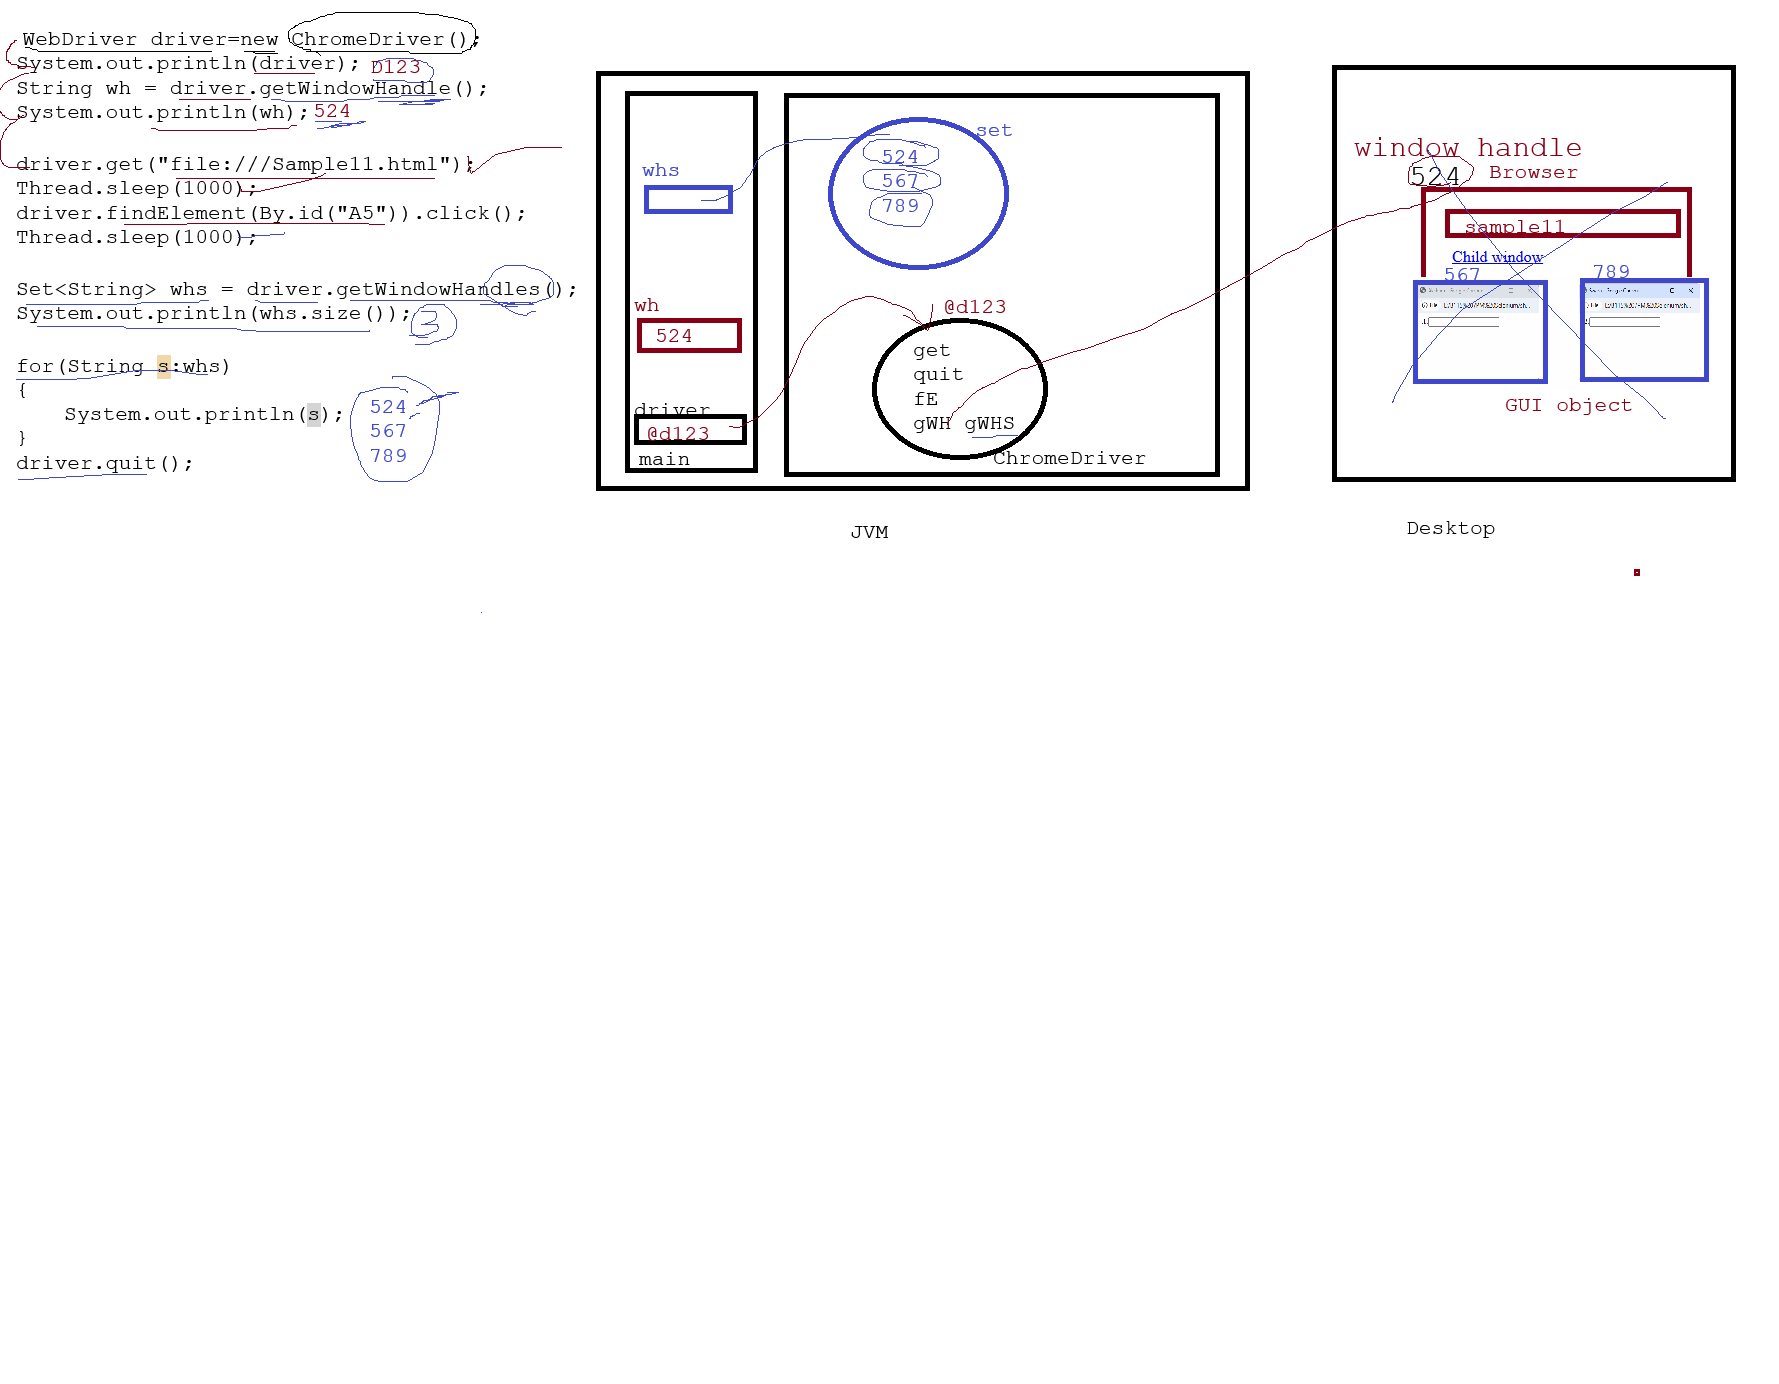 WebDriver driver=new ChromeDriver();
System.out.println(driver); D123
String wh = driver.getWindowHandle();
System.out.println(wh); 524
driver.get("file:///Sample11.html");
Thread.sleep(1000);
driver.findElement(By.id("A5")).click();
Thread.sleep(1000);
Set<String> whs = driver.getWindowHandles();
System.out.println(whs.size()); 3
for(String s:whs)
{
System.out.println(s);
}
driver.quit();
524
567
789
whs
wh
524
driver
@d123
main
set
524
567
789
@d123
get
quit
fE
gWH gWHS
ChromeDriver
JVM
window handle
524 Browser
sample11
Child window
567 789
GUI object
Desktop